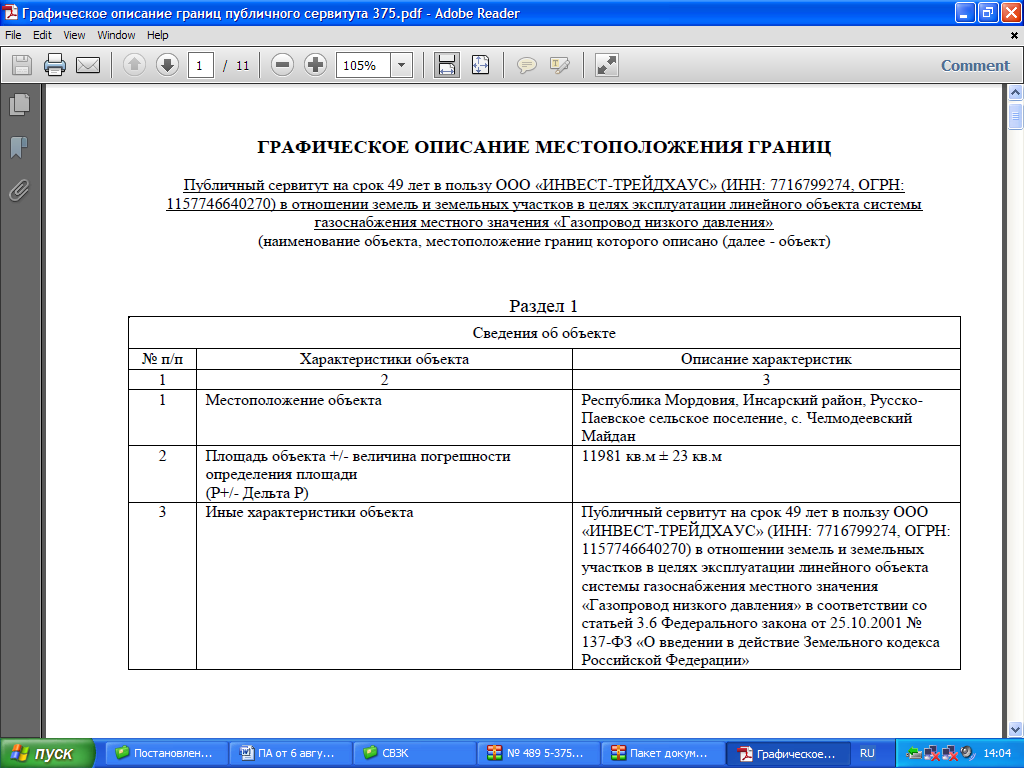 Графическое описание границ публичного сервитута 375.pdf - Adobe Reader
File Edit View Window Help
1 / 11 105% Comment
ГРАФИЧЕСКОЕ ОПИСАНИЕ МЕСТОПОЛОЖЕНИЯ ГРАНИЦ
Публичный сервитут на срок 49 лет в пользу ООО «ИНВЕСТ-ТРЕЙДХАУС» (ИНН: 7716799274, ОГРН:
1157746640270) в отношении земель и земельных участков в целях эксплуатации линейного объекта системы
газоснабжения местного значения «Газопровод низкого давления»
(наименование объекта, местоположение границ которого описано (далее - объект)
Раздел 1
Сведения об объекте
№ п/п Характеристики объекта Описание характеристик
1 2 3
1 Местоположение объекта Республика Мордовия, Инсарский район, Русско-
Паевское сельское поселение, с. Челмодеевский
Майдан
2 Площадь объекта +/- величина погрешности 11981 кв.м ± 23 кв.м
определения площади
(Р+/- Дельта Р)
3 Иные характеристики объекта Публичный сервитут на срок 49 лет в пользу ООО
«ИНВЕСТ-ТРЕЙДХАУС» (ИНН: 7716799274, ОГРН:
1157746640270) в отношении земель и земельных
участков в целях эксплуатации линейного объекта
системы газоснабжения местного значения
«Газопровод низкого давления» в соответствии со
статьей 3.6 Федерального закона от 25.10.2001 №
137-ФЗ «О введении в действие Земельного кодекса
Российской Федерации»
пуск Постановлен... ПА от 6 авгу... СВЗК № 489 5-375... Пакет докум... Графическое... RU 14:04